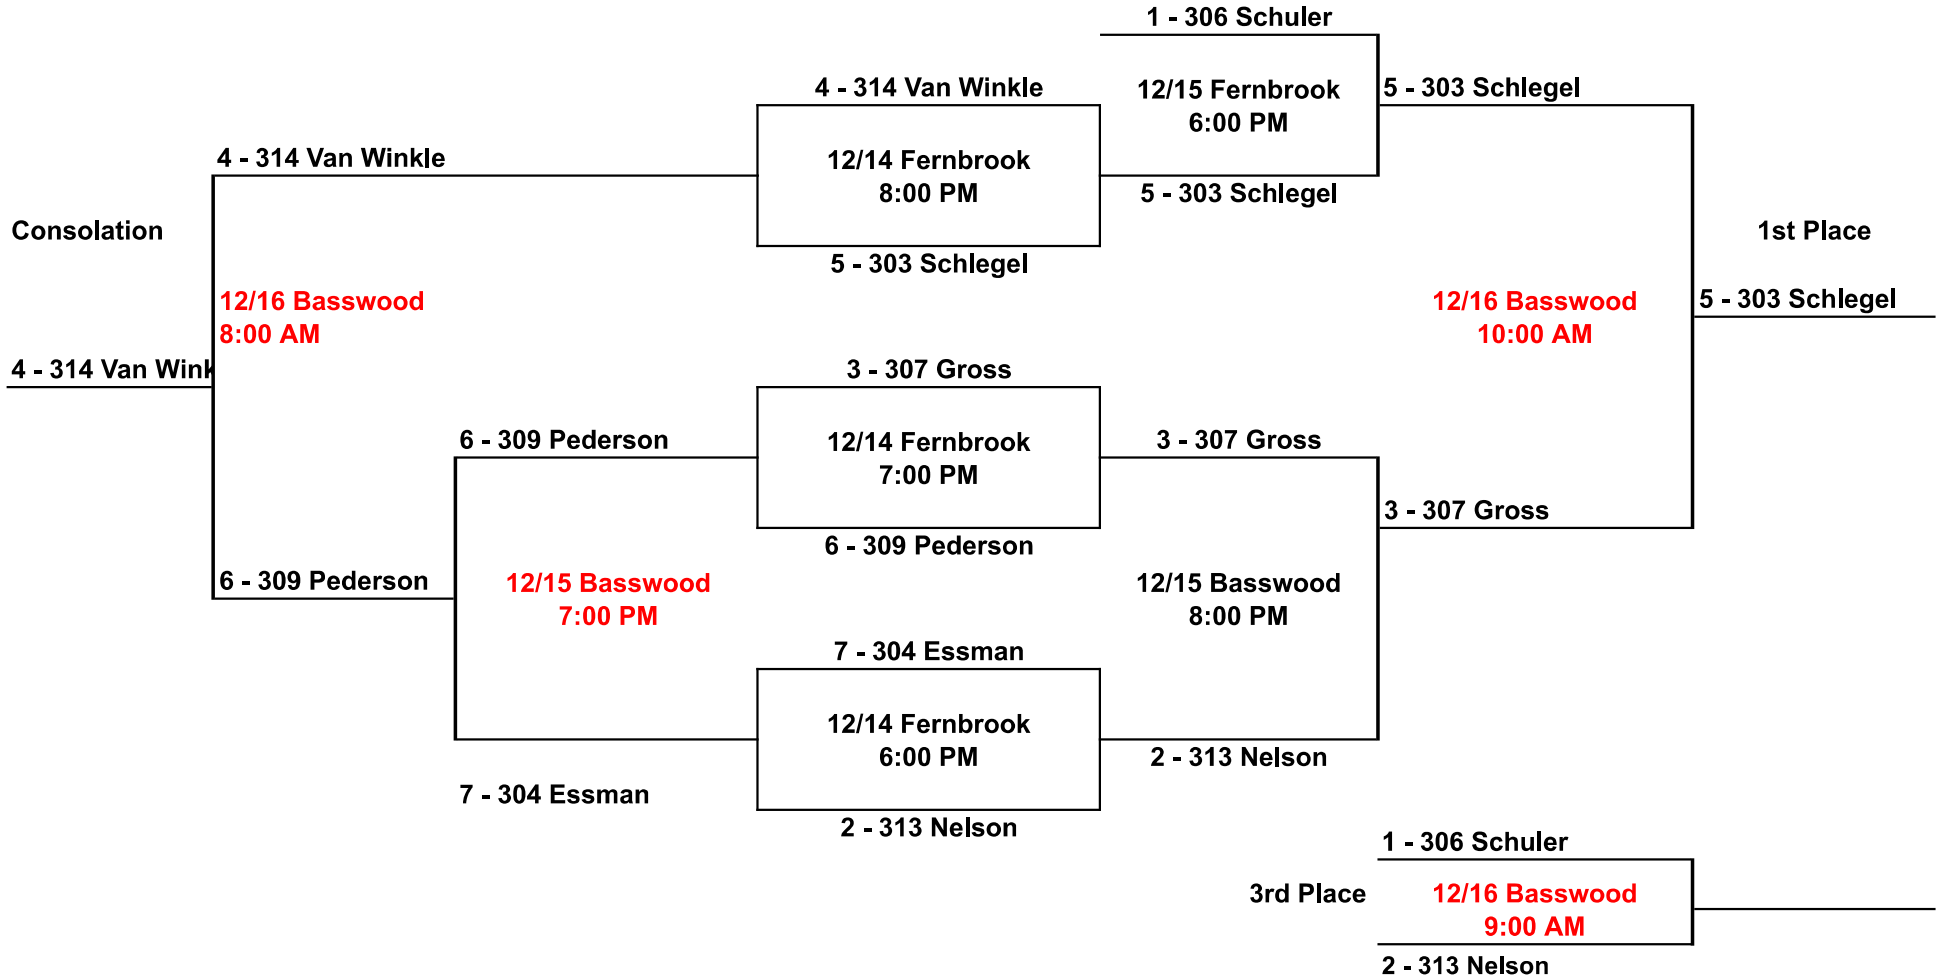 1 - 306 Schuler
4 - 314 Van Winkle
12/15 Fernbrook
6:00 PM
5 - 303 Schlegel
4 - 314 Van Winkle
12/14 Fernbrook
8:00 PM
5 - 303 Schlegel
Consolation
1st Place
5 - 303 Schlegel
12/16 Basswood
8:00 AM
12/16 Basswood
10:00 AM
5 - 303 Schlegel
4 - 314 Van Wink
3 - 307 Gross
6 - 309 Pederson
12/14 Fernbrook
7:00 PM
3 - 307 Gross
3 - 307 Gross
6 - 309 Pederson
6 - 309 Pederson
12/15 Basswood
7:00 PM
12/15 Basswood
8:00 PM
7 - 304 Essman
12/14 Fernbrook
6:00 PM
2 - 313 Nelson
7 - 304 Essman
2 - 313 Nelson
1 - 306 Schuler
3rd Place
12/16 Basswood
9:00 AM
2 - 313 Nelson